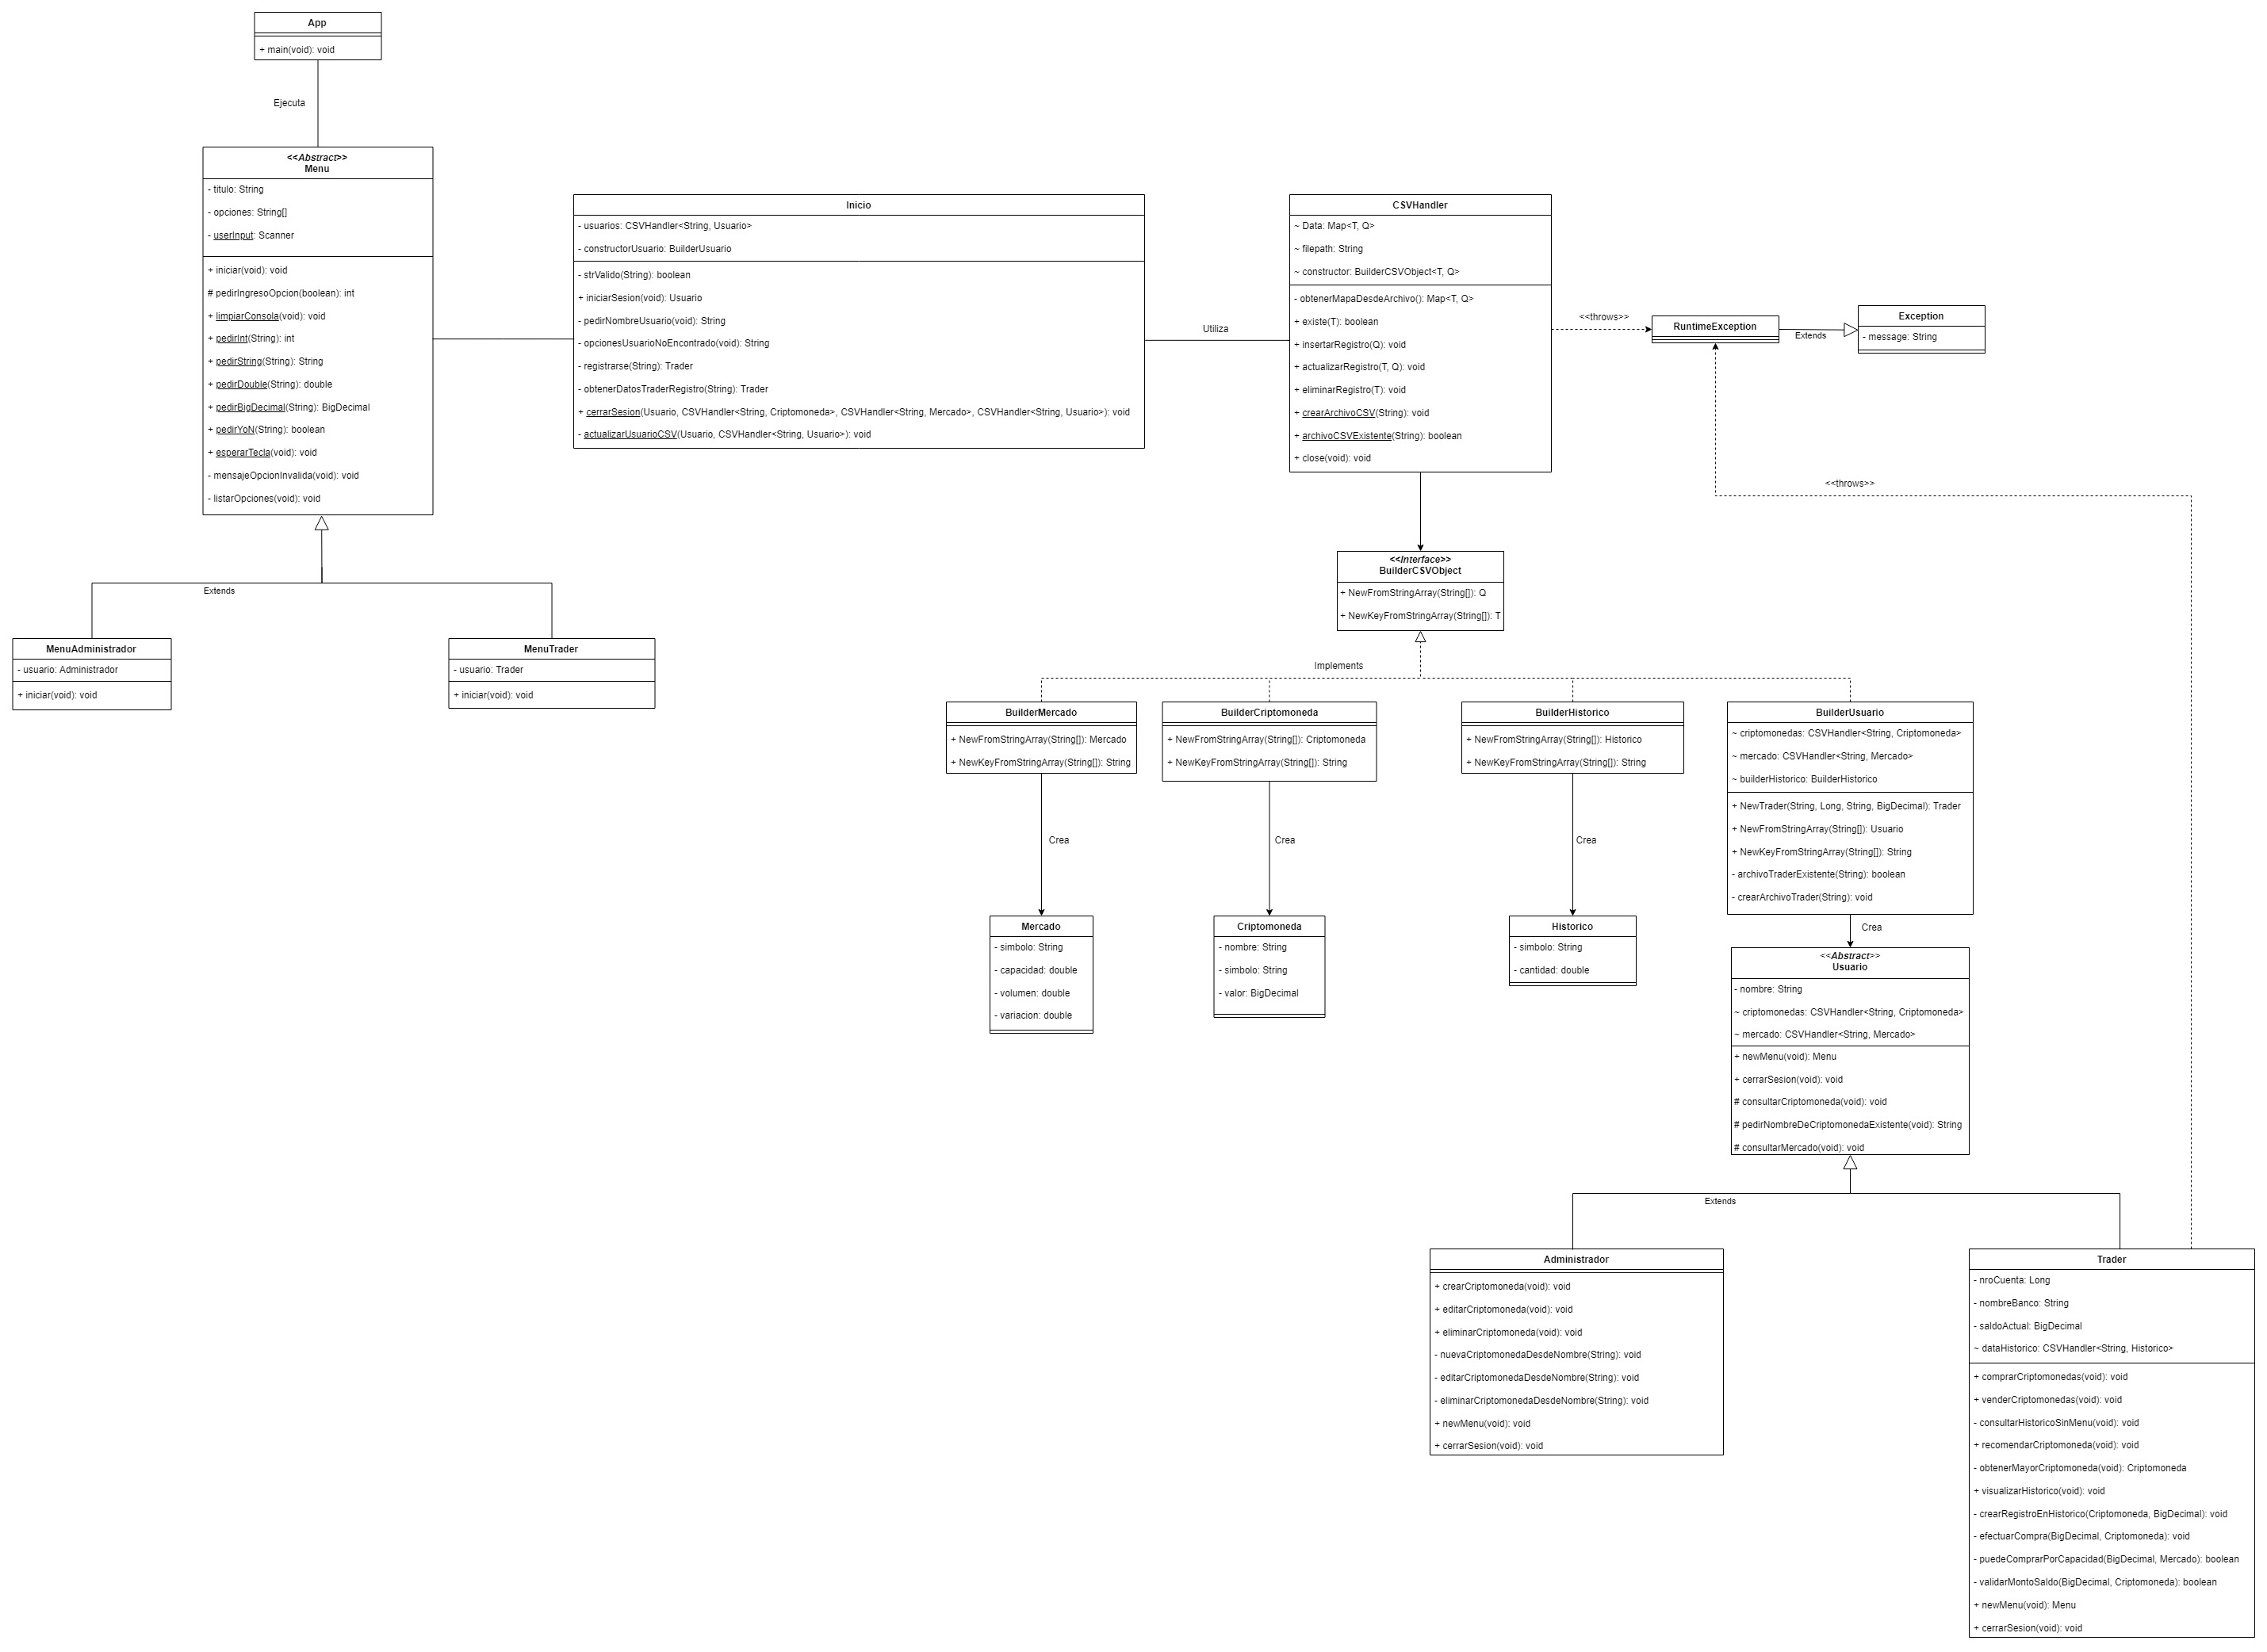 App
+ main(void): void
Ejecuta
<<Abstract>>
Menu
- titulo: String
- opciones: String[]
- userInput: Scanner
+ iniciar(void): void
# pedirIngresoOpcion(boolean): int
+ limpiarConsola(void): void
+ pedirInt(String): int
+ pedirString(String): String
+ pedirDouble(String): double
+ pedirBigDecimal(String): BigDecimal
+ pedirYoN(String): boolean
+ esperarTecla(void): void
- mensajeOpcionInvalida(void): void
- listarOpciones(void): void
Extends
MenuAdministrador
- usuario: Administrador
+ iniciar(void): void
MenuTrader
- usuario: Trader
+ iniciar(void): void
Inicio
- usuarios: CSVHandler<String, Usuario>
- constructorUsuario: BuilderUsuario
- strValido(String): boolean
+ iniciarSesion(void): Usuario
- pedirNombreUsuario(void): String
- opcionesUsuarioNoEncontrado(void): String
- registrarse(String): Trader
- obtenerDatosTraderRegistro(String): Trader
+ cerrarSesion(Usuario, CSVHandler<String, Criptomoneda>, CSVHandler<String, Mercado>, CSVHandler<String, Usuario>): void
- actualizarUsuarioCSV(Usuario, CSVHandler<String, Usuario>): void
Utiliza
CSVHandler
~ Data: Map<T, Q>
~ filepath: String
~ constructor: BuilderCSVObject<T, Q>
- obtenerMapaDesdeArchivo(): Map<T, Q>
+ existe(T): boolean
+ insertarRegistro(Q): void
+ actualizarRegistro(T, Q): void
+ eliminarRegistro(T): void
+ crearArchivoCSV(String): void
+ archivoCSVExistente(String): boolean
+ close(void): void
<<throws>>
RuntimeException
Extends
Exception
- message: String
<<throws>>
<<Interface>>
BuilderCSVObject
+ NewFromStringArray(String[]): Q
+ NewKeyFromStringArray(String[]): T
Implements
BuilderMercado
+ NewFromStringArray(String[]): Mercado
+ NewKeyFromStringArray(String[]): String
BuilderCriptomoneda
+ NewFromStringArray(String[]): Criptomoneda
+ NewKeyFromStringArray(String[]): String
BuilderHistorico
+ NewFromStringArray(String[]): Historico
+ NewKeyFromStringArray(String[]): String
BuilderUsuario
~ criptomonedas: CSVHandler<String, Criptomoneda>
~ mercado: CSVHandler<String, Mercado>
~ builderHistorico: BuilderHistorico
+ NewTrader(String, Long, String, BigDecimal): Trader
+ NewFromStringArray(String[]): Usuario
+ NewKeyFromStringArray(String[]): String
- archivoTraderExistente(String): boolean
- crearArchivoTrader(String): void
Crea
Crea
Crea
Crea
Mercado
- simbolo: String
- capacidad: double
- volumen: double
- variacion: double
Criptomoneda
- nombre: String
- simbolo: String
- valor: BigDecimal
Historico
- simbolo: String
- cantidad: double
<<Abstract>>
Usuario
- nombre: String
~ criptomonedas: CSVHandler<String, Criptomoneda>
~ mercado: CSVHandler<String, Mercado>
+ newMenu(void): Menu
+ cerrarSesion(void): void
# consultarCriptomoneda(void): void
# pedirNombreDeCriptomonedaExistente(void): String
# consultarMercado(void): void
Extends
Administrador
+ crearCriptomoneda(void): void
+ editarCriptomoneda(void): void
+ eliminarCriptomoneda(void): void
- nuevaCriptomonedaDesdeNombre(String): void
- editarCriptomonedaDesdeNombre(String): void
- eliminarCriptomonedaDesdeNombre(String): void
+ newMenu(void): void
+ cerrarSesion(void): void
Trader
- nroCuenta: Long
- nombreBanco: String
- saldoActual: BigDecimal
~ dataHistorico: CSVHandler<String, Historico>
+ comprarCriptomonedas(void): void
+ venderCriptomonedas(void): void
- consultarHistoricoSinMenu(void): void
+ recomendarCriptomoneda(void): void
- obtenerMayorCriptomoneda(void): Criptomoneda
+ visualizarHistorico(void): void
- crearRegistroEnHistorico(Criptomoneda, BigDecimal): void
- efectuarCompra(BigDecimal, Criptomoneda): void
- puedeComprarPorCapacidad(BigDecimal, Mercado): boolean
- validarMontoSaldo(BigDecimal, Criptomoneda): boolean
+ newMenu(void): Menu
+ cerrarSesion(void): void